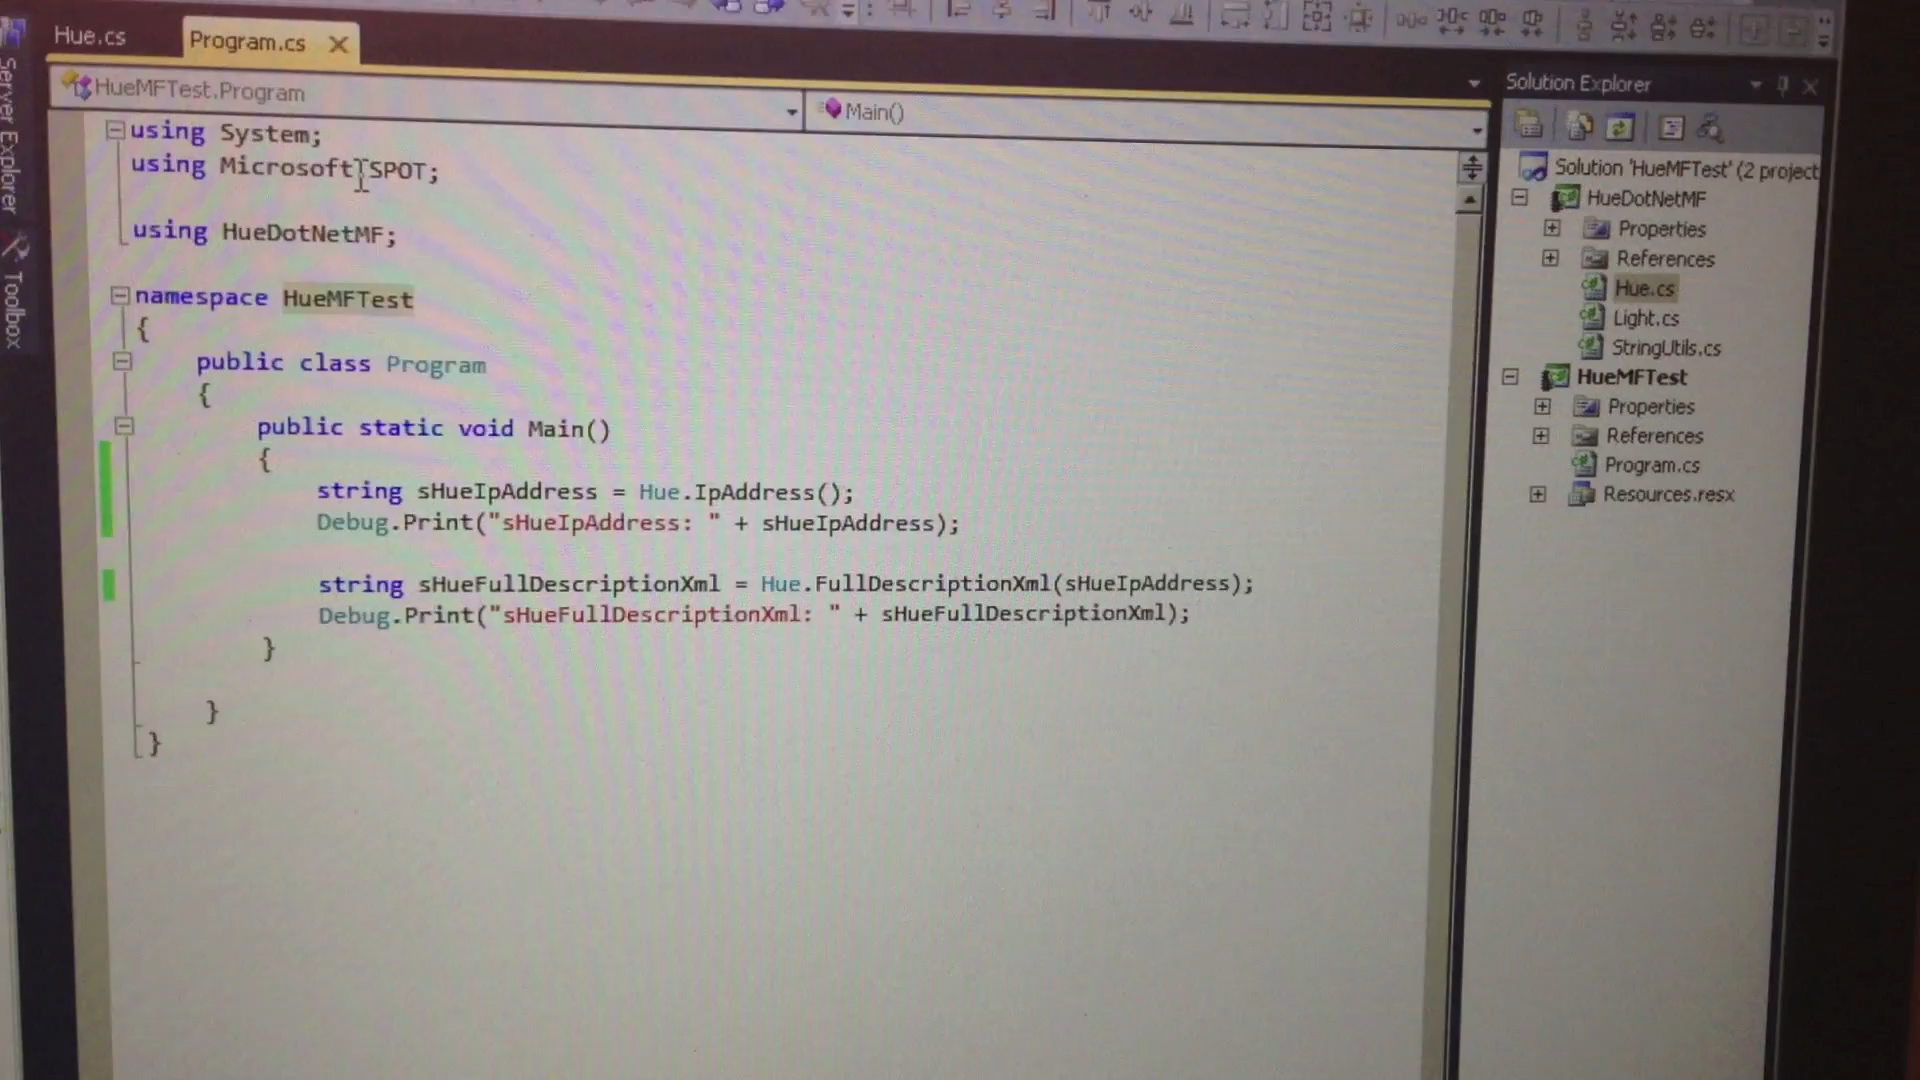 Hue.cs
Program.cs
HueMFTest.Program
Main()
using System;
using Microsoft.SPOT;
using HueDotNetMF;
namespace HueMFTest
{
public class Program
{
public static void Main()
{
string sHueIpAddress = Hue.IpAddress();
Debug.Print("sHueIpAddress: " + sHueIpAddress);
string sHueFullDescriptionXml = Hue.FullDescriptionXml(sHueIpAddress);
Debug.Print("sHueFullDescriptionXml: " + sHueFullDescriptionXml);
}
}
}
Server Explorer
Toolbox
Solution Explorer
Solution 'HueMFTest' (2 project
HueDotNetMF
Properties
References
Hue.cs
Light.cs
StringUtils.cs
HueMFTest
Properties
References
Program.cs
Resources.resx